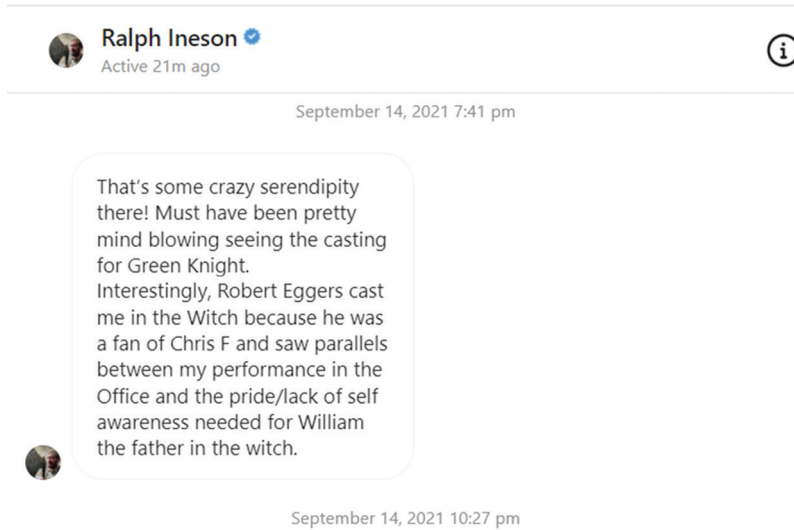 Ralph Ineson
Active 21m ago
September 14, 2021 7:41 pm
That's some crazy serendipity
there! Must have been pretty
mind blowing seeing the casting
for Green Knight.
Interestingly, Robert Eggers cast
me in the Witch because he was
a fan of Chris F and saw parallels
between my performance in the
Office and the pride/lack of self
awareness needed for William
the father in the witch.
September 14, 2021 10:27 pm